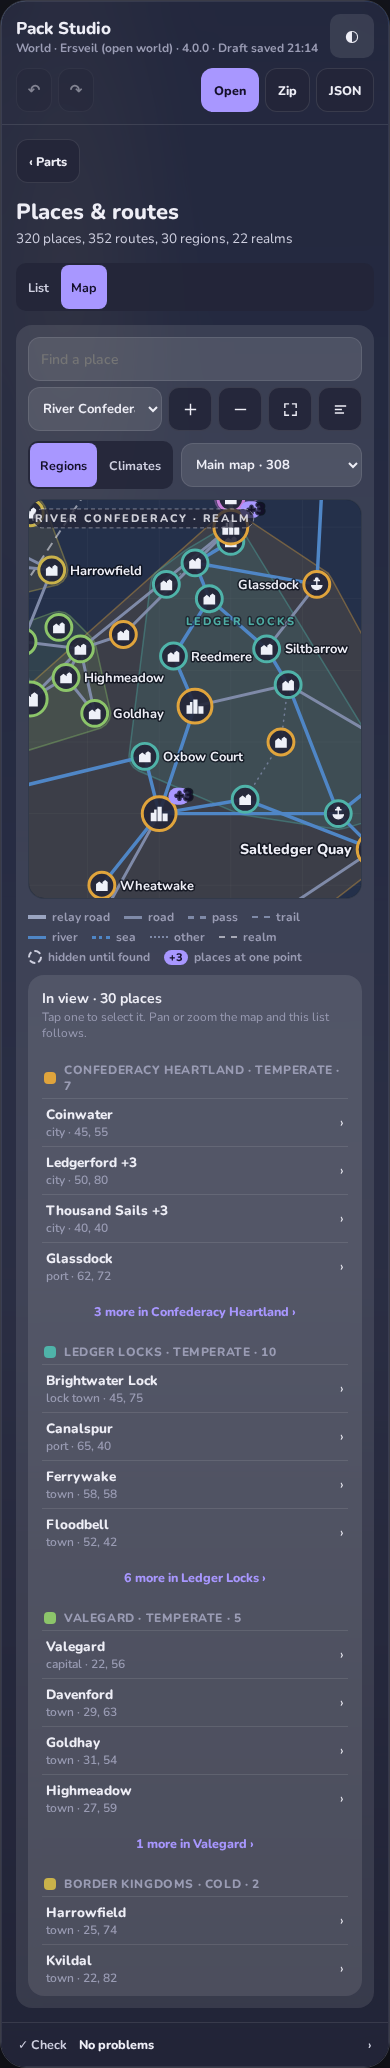 Pack Studio
World · Ersveil (open world) · 4.0.0 · Draft saved 21:14
Open
Zip
JSON
‹ Parts
Places & routes
320 places, 352 routes, 30 regions, 22 realms
List
Map
Find a place
River Confeder
Regions
Climates
Main map · 308
RIVER CONFEDERACY · REALM
+3
Harrowfield
Glassdock
LEDGER LOCKS
Reedmere
Siltbarrow
Highmeadow
Goldhay
Oxbow Court
+3
Saltledger Quay
Wheatwake
relay road
road
pass
trail
river
sea
other
realm
hidden until found
+3 places at one point
In view · 30 places
Tap one to select it. Pan or zoom the map and this list
follows.
CONFEDERACY HEARTLAND · TEMPERATE ·
7
Coinwater
city · 45, 55
Ledgerford +3
city · 50, 80
Thousand Sails +3
city · 40, 40
Glassdock
port · 62, 72
3 more in Confederacy Heartland ›
LEDGER LOCKS · TEMPERATE · 10
Brightwater Lock
lock town · 45, 75
Canalspur
port · 65, 40
Ferrywake
town · 58, 58
Floodbell
town · 52, 42
6 more in Ledger Locks ›
VALEGARD · TEMPERATE · 5
Valegard
capital · 22, 56
Davenford
town · 29, 63
Goldhay
town · 31, 54
Highmeadow
town · 27, 59
1 more in Valegard ›
BORDER KINGDOMS · COLD · 2
Harrowfield
town · 25, 74
Kvildal
town · 22, 82
✓ Check No problems ›